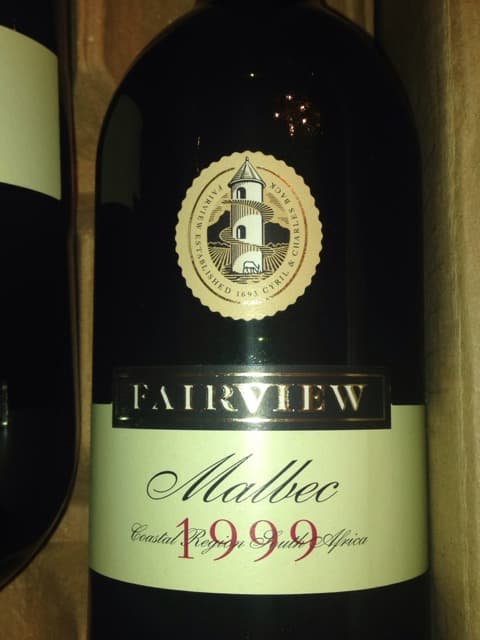 FAIRVIEW ESTABLISHED 1693 CYRIL & CHARLES BACK
FAIRVIEW
Malbec
1999
Coastal Region South Africa